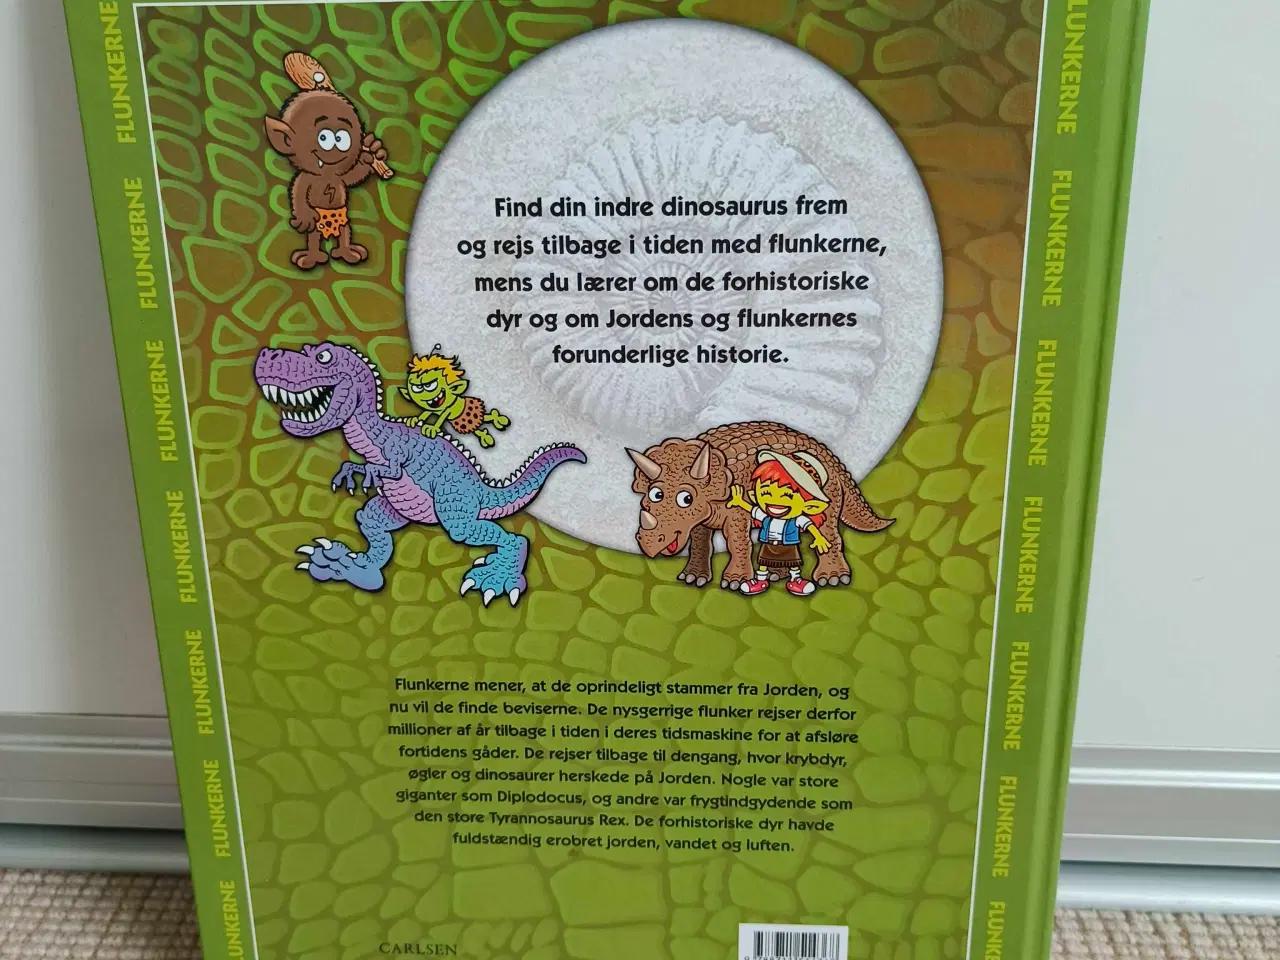 Find din indre dinosaurus frem
og rejs tilbage i tiden med flunkerne,
mens du lærer om de forhistoriske
dyr og om Jordens og flunkernes
forunderlige historie.
Flunkerne mener, at de oprindeligt stammer fra Jorden, og
nu vil de finde beviserne. De nysgerrige flunker rejser derfor
millioner af år tilbage i tiden i deres tidsmaskine for at afsløre
fortidens gåder. De rejser tilbage til dengang, hvor krybdyr,
øgler og dinosaurer herskede på Jorden. Nogle var store
giganter som Diplodocus, og andre var frygtindgydende som
den store Tyrannosaurus Rex. De forhistoriske dyr havde
fuldstændig erobret jorden, vandet og luften.
CARLSEN
FLUNKERNE
FLUNKERNE
FLUNKERNE
FLUNKERNE
FLUNKERNE
FLUNKERNE
FLUNKERNE
FLUNKERNE
FLUNKERNE
FLUNKERNE
FLUNKERNE
FLUNKERNE
FLUNKERNE